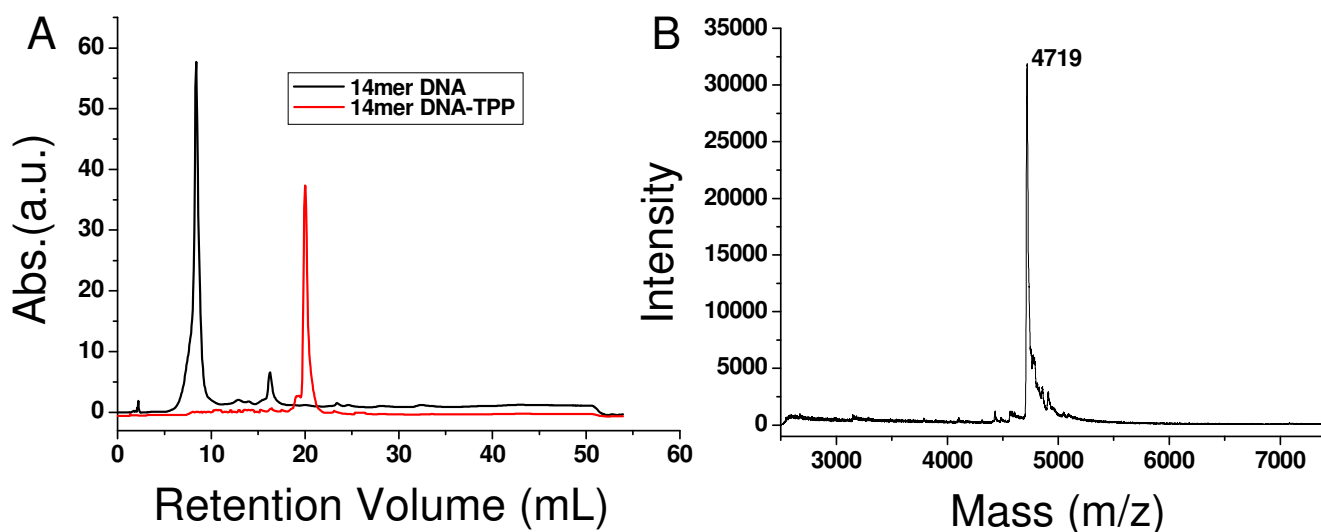 A
Abs.(a.u.)
60
50
40
30
20
10
0
14mer DNA
14mer DNA-TPP
0 10 20 30 40 50 60
Retention Volume (mL)
B
Intensity
35000
30000
25000
20000
15000
10000
5000
0
4719
3000 4000 5000 6000 7000
Mass (m/z)